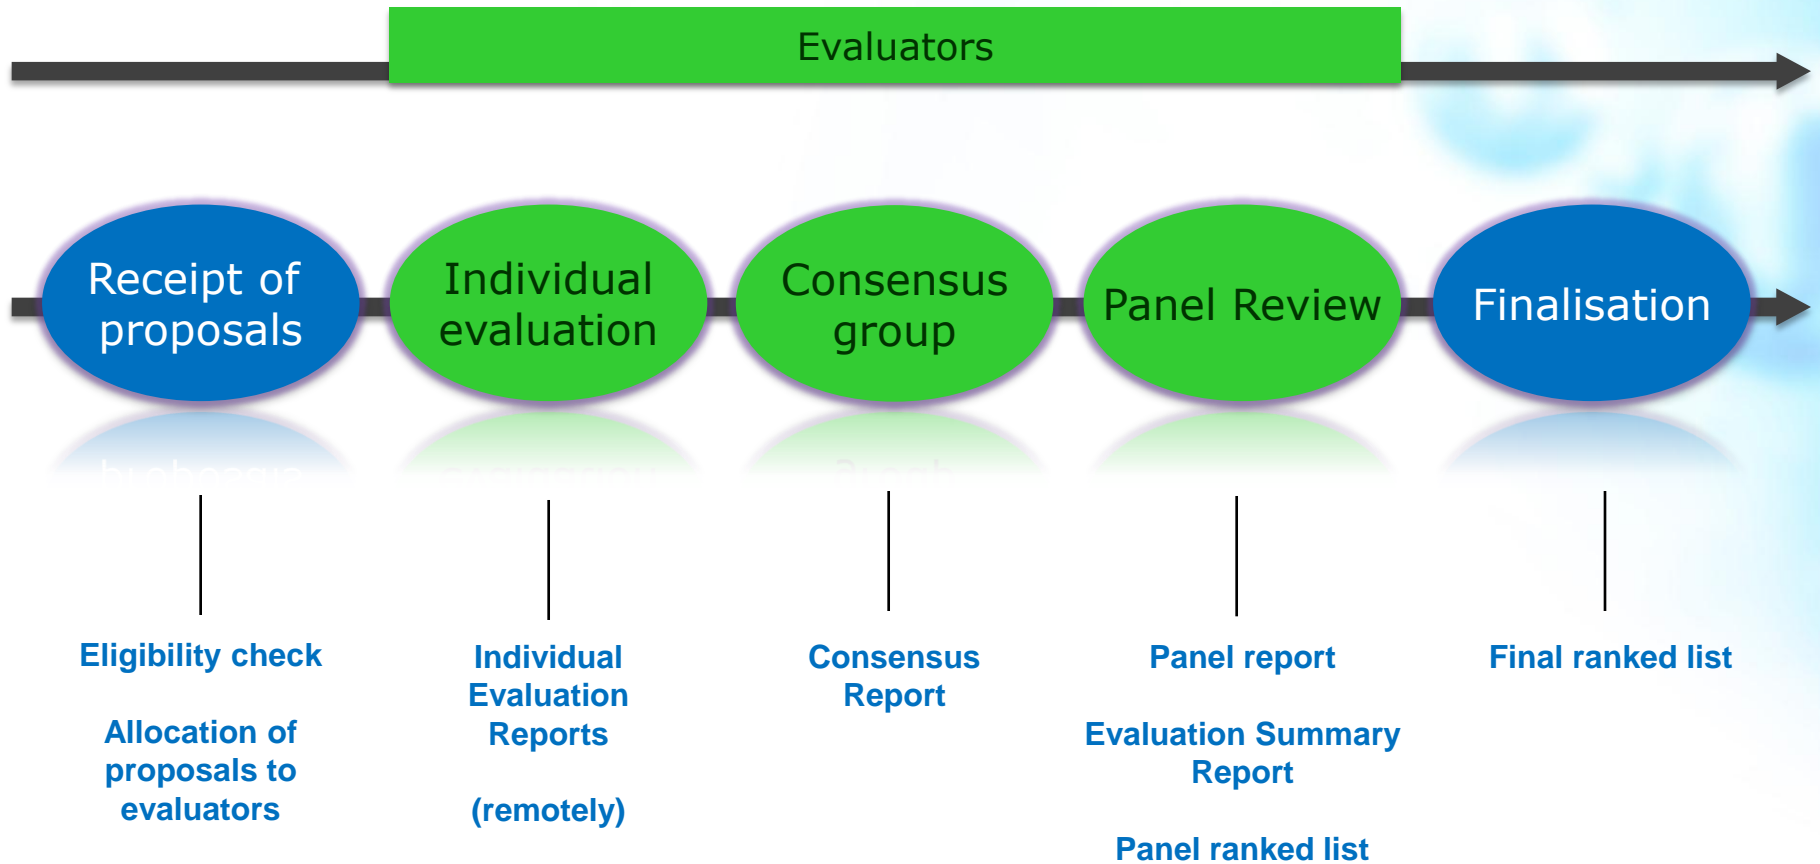 Evaluators
Receipt of
proposals
Individual
evaluation
Consensus
group
Panel Review
Finalisation
Eligibility check
Allocation of
proposals to
evaluators
Individual
Evaluation
Reports
(remotely)
Consensus
Report
Panel report
Evaluation Summary
Report
Panel ranked list
Final ranked list